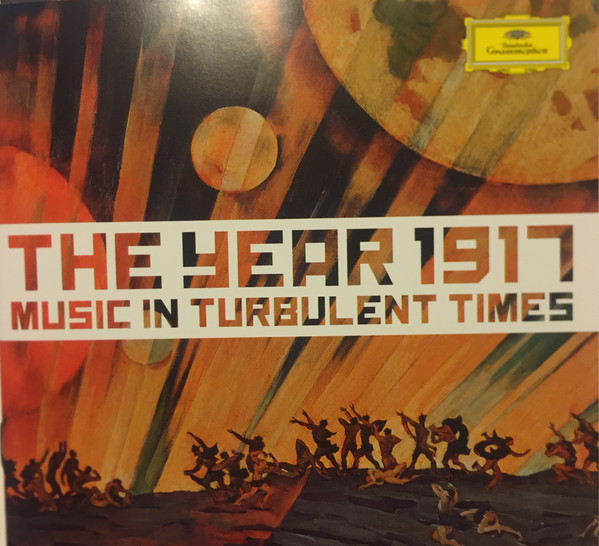 Deutsche
Grammophon
THE YEAR 1917
MUSIC IN TURBULENT TIMES